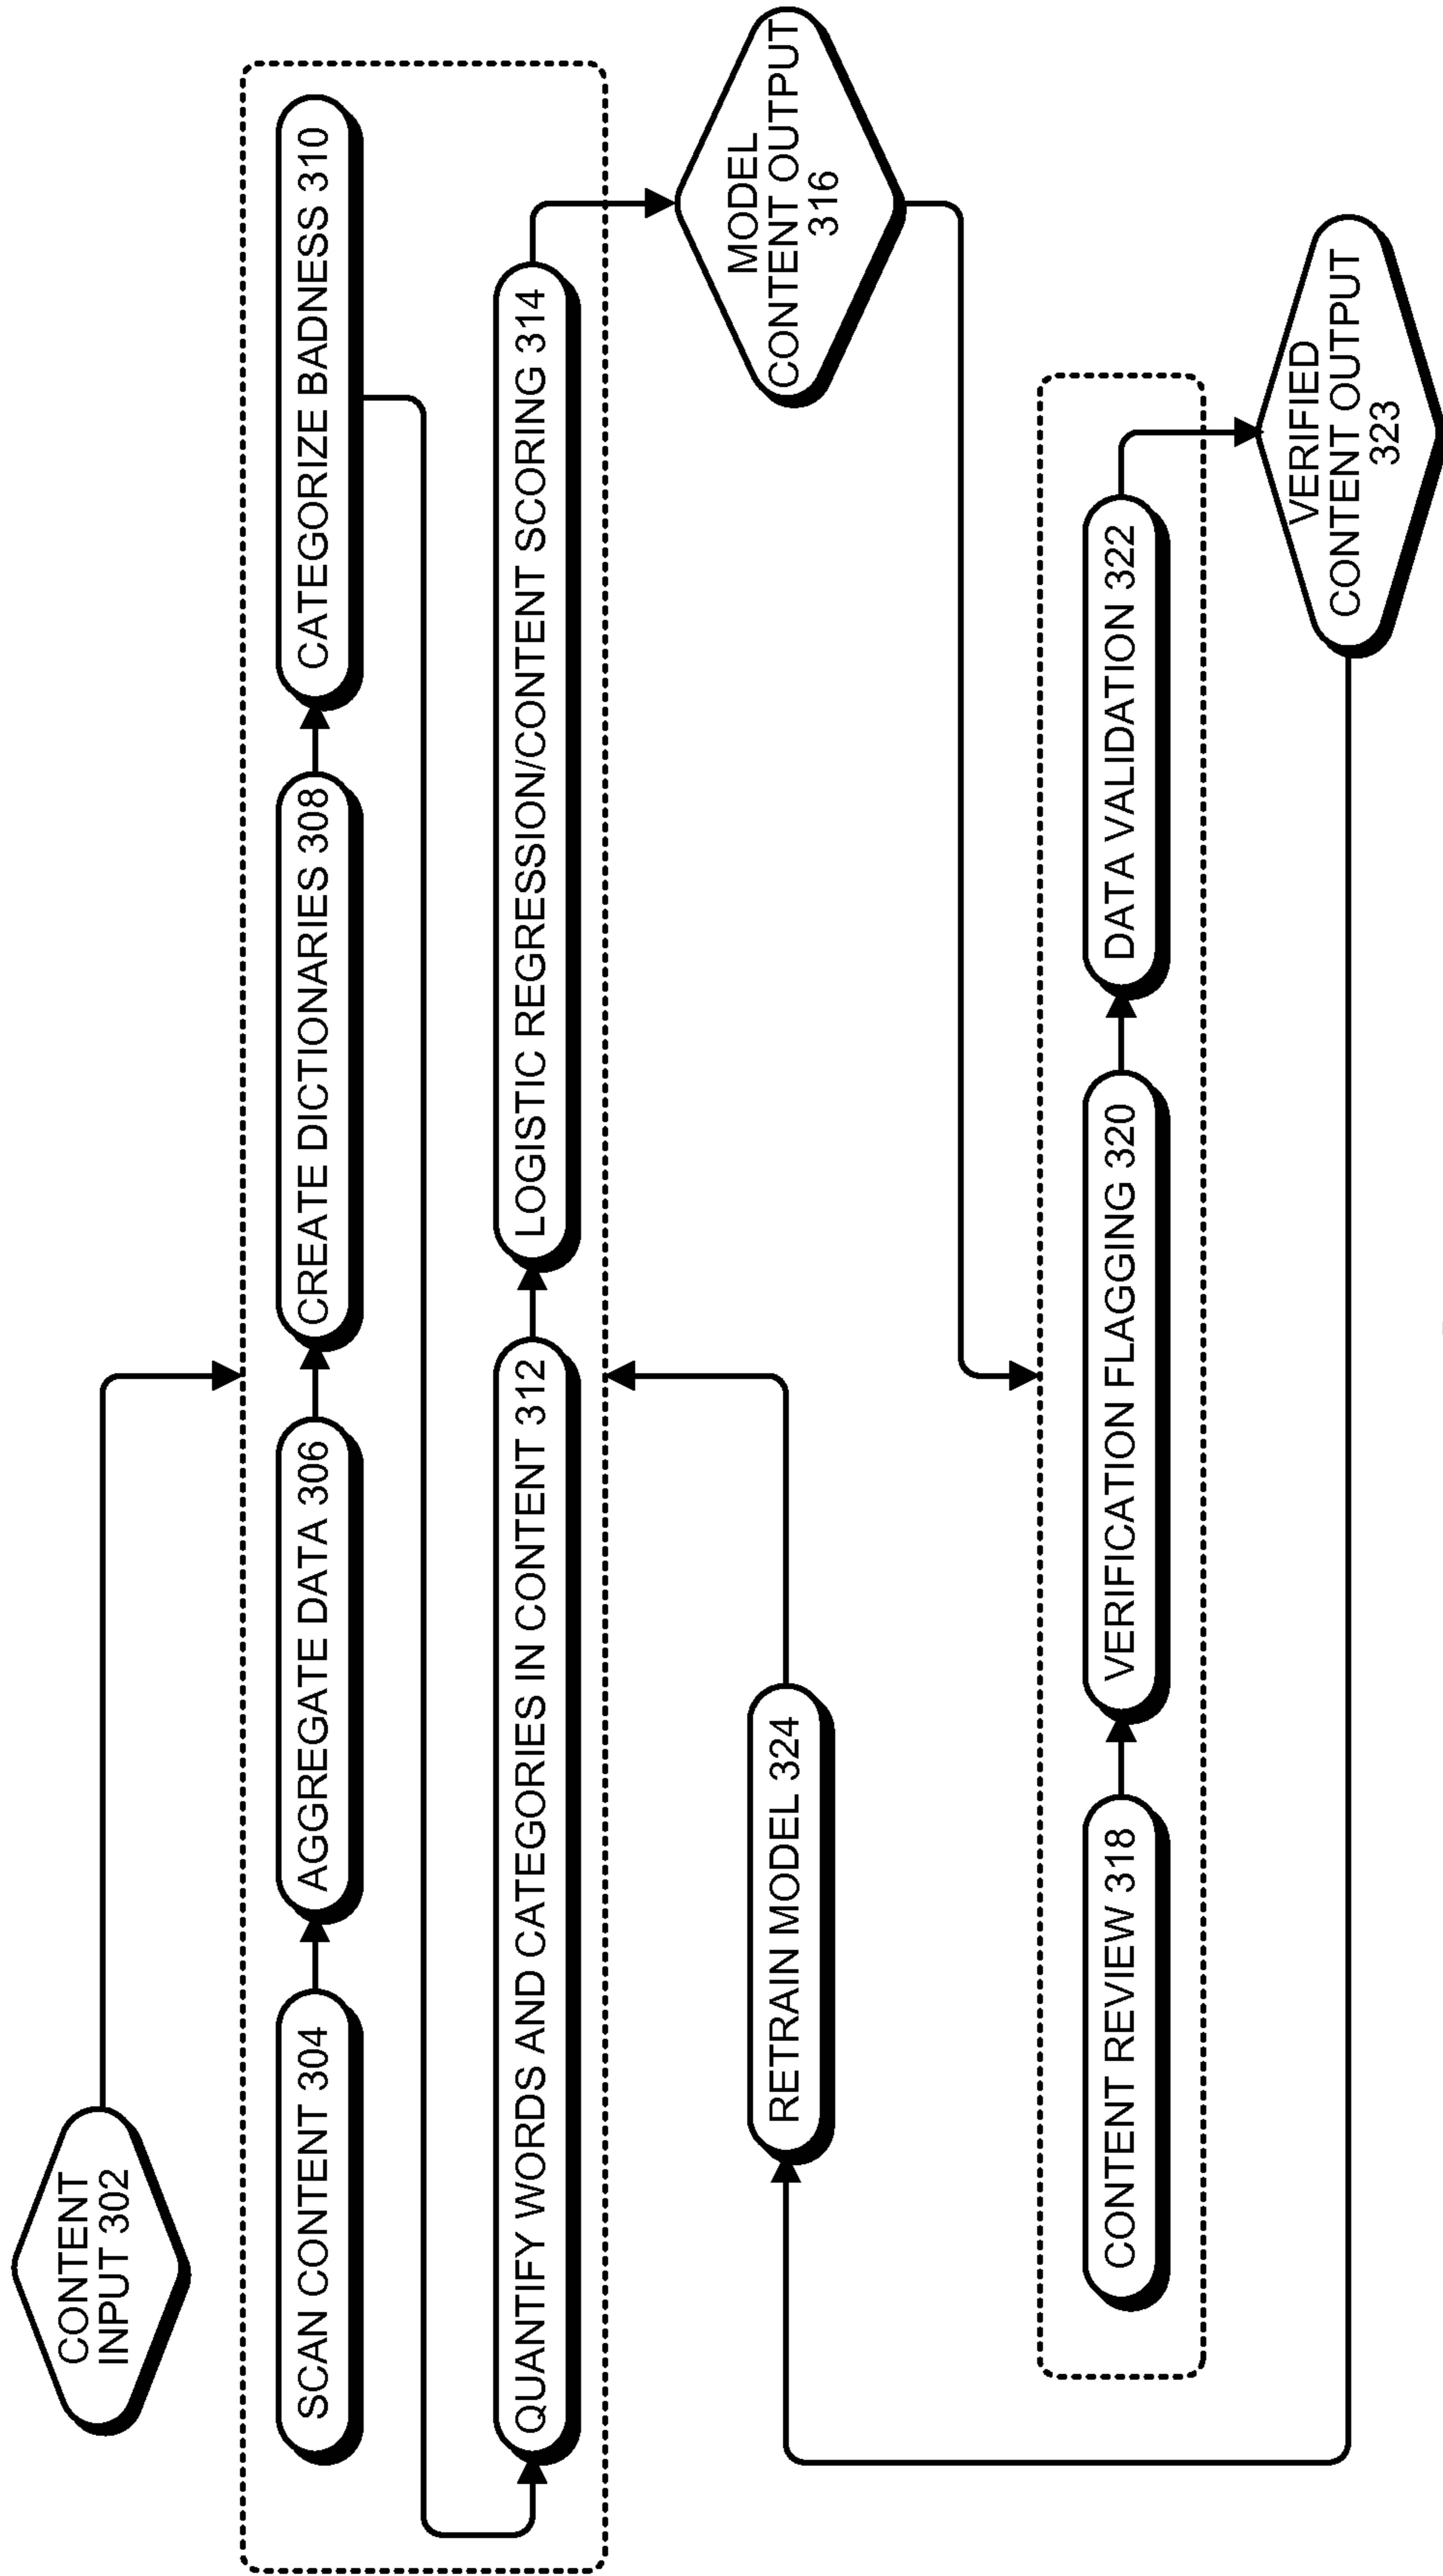 CONTENT
INPUT 302
SCAN CONTENT 304
AGGREGATE DATA 306
CREATE DICTIONARIES 308
CATEGORIZE BADNESS 310
QUANTIFY WORDS AND CATEGORIES IN CONTENT 312
LOGISTIC REGRESSION/CONTENT SCORING 314
MODEL
CONTENT OUTPUT
316
RETRAIN MODEL 324
CONTENT REVIEW 318
VERIFICATION FLAGGING 320
DATA VALIDATION 322
VERIFIED
CONTENT OUTPUT
323